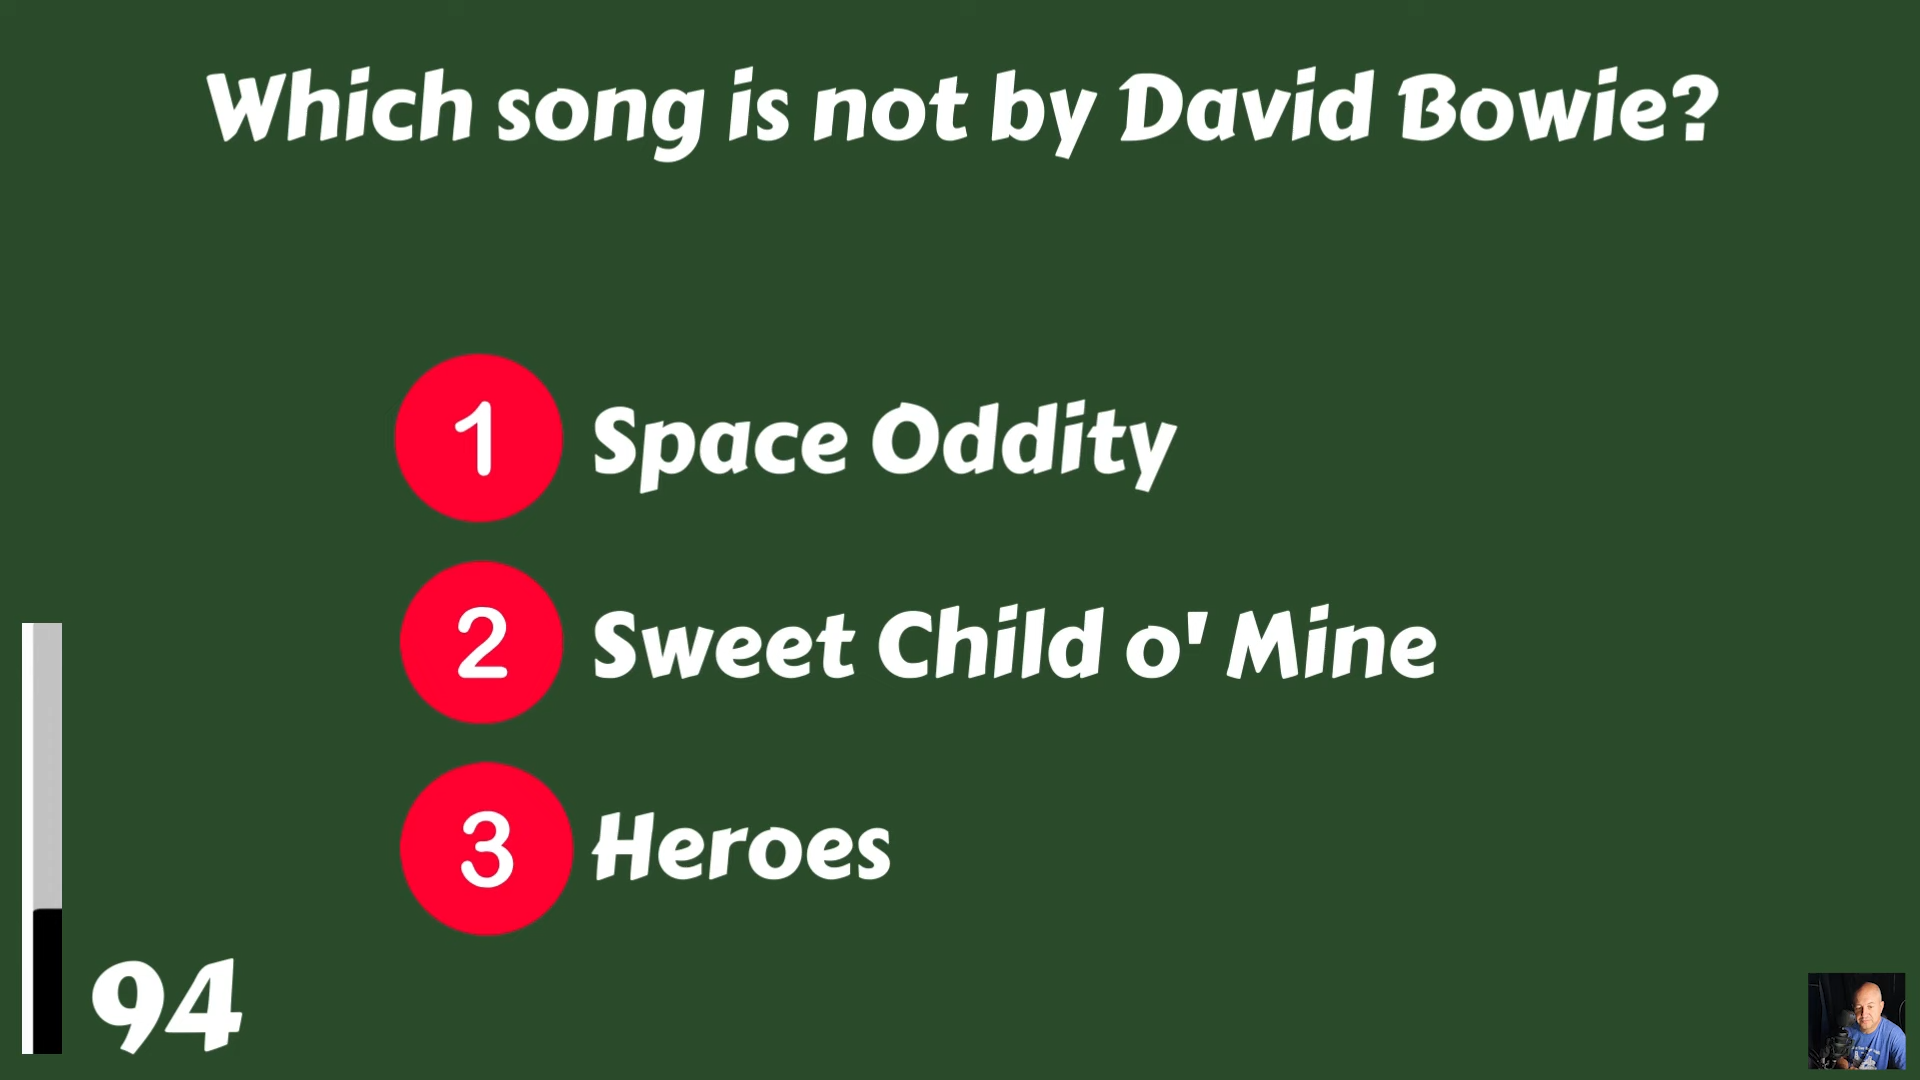 Which song is not by David Bowie?
1 Space Oddity
2 Sweet Child o' Mine
3 Heroes
94